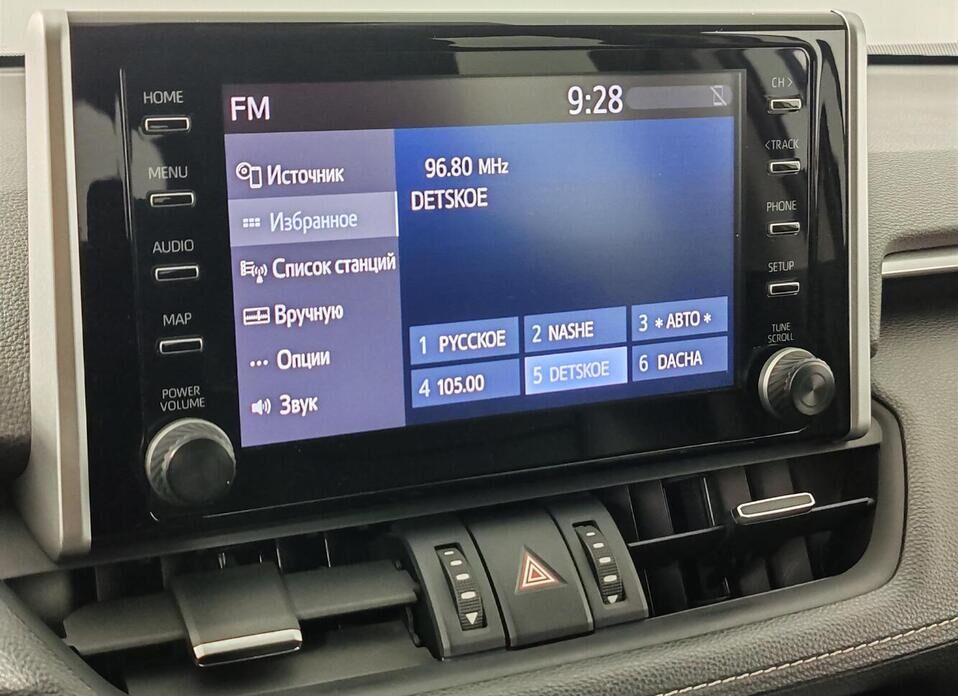 HOME
MENU
AUDIO
MAP
POWER
VOLUME
FM
9:28
Источник
Избранное
Список станций
Вручную
Опции
Звук
96.80 MHz
DETSKOE
1 РУССКОЕ
2 NASHE
3 *АВТО*
4 105.00
5 DETSKOE
6 DACHA
CH >
< TRACK
PHONE
SETUP
TUNE
SCROLL